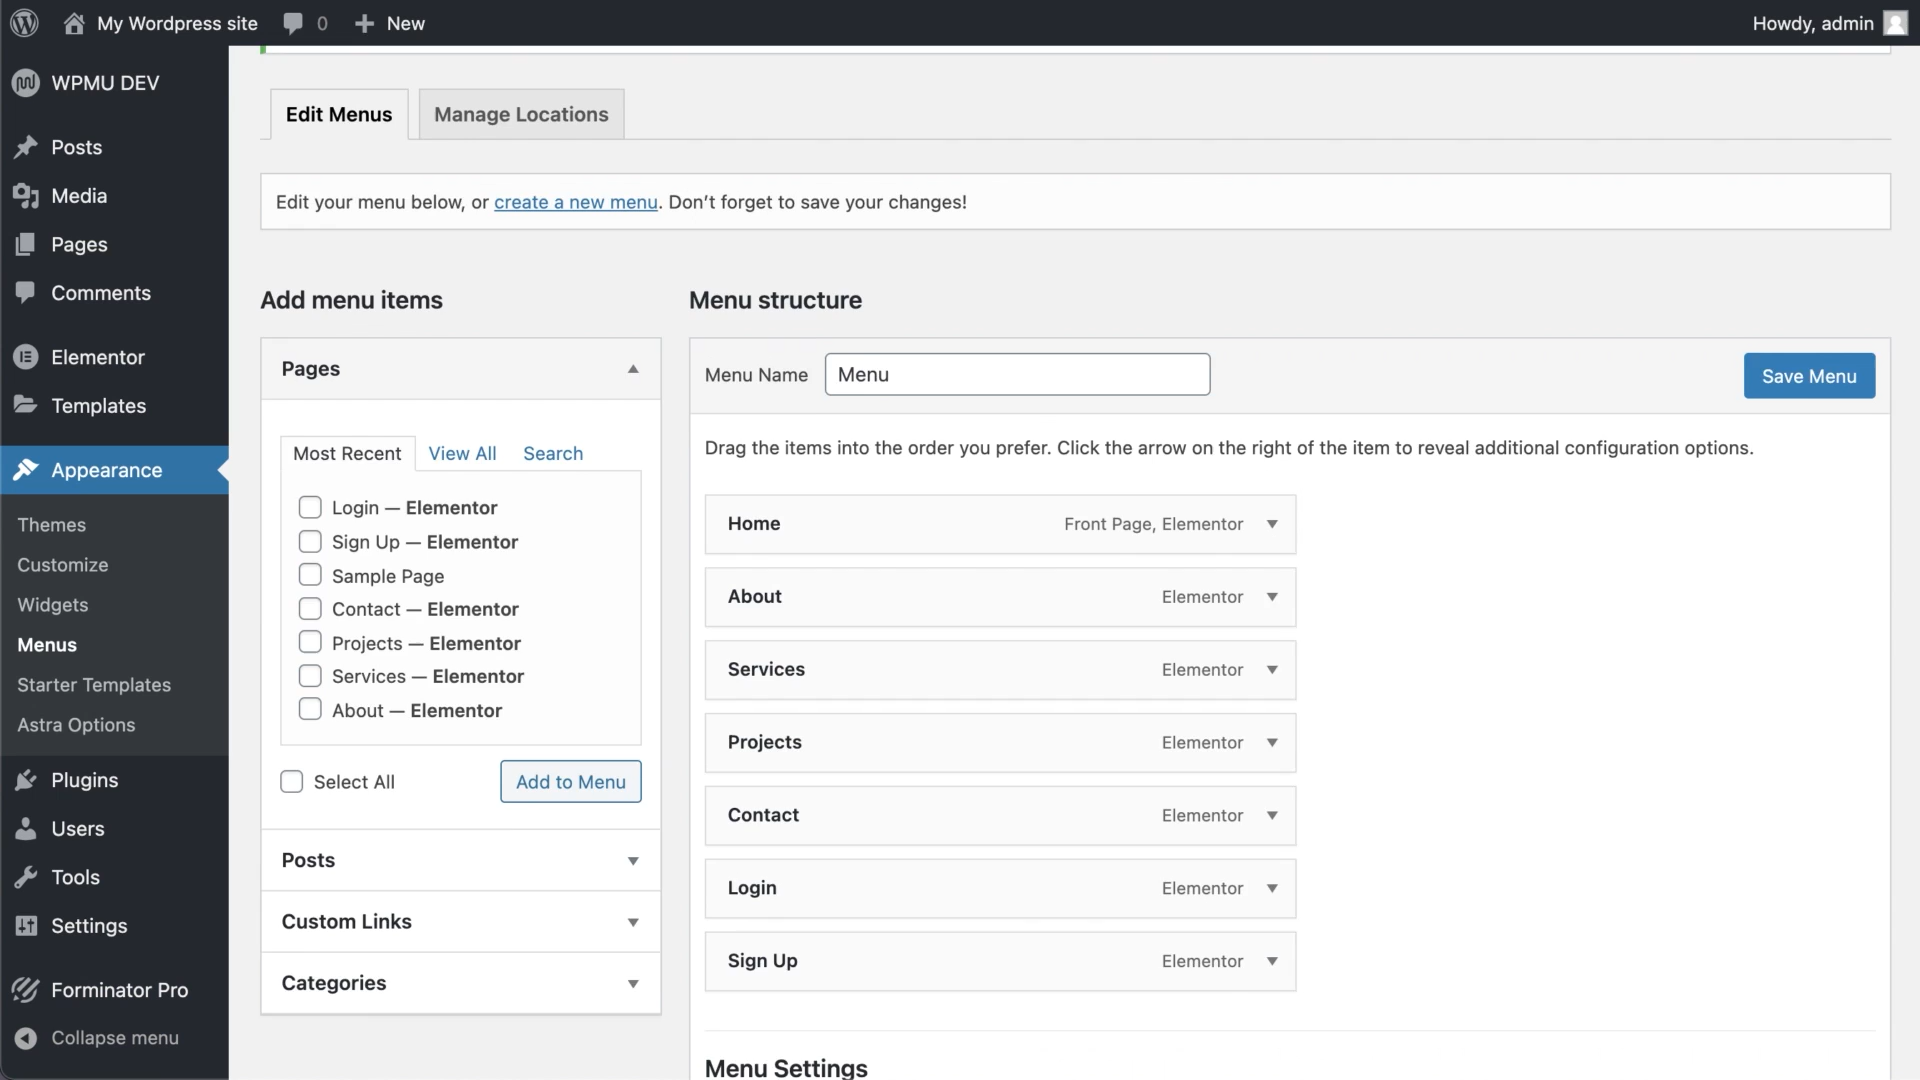 My Wordpress site 0 New Howdy, admin
WPMU DEV
Posts
Media
Pages
Comments
Elementor
Templates
Appearance
Themes
Customize
Widgets
Menus
Starter Templates
Astra Options
Plugins
Users
Tools
Settings
Forminator Pro
Collapse menu
Edit Menus Manage Locations
Edit your menu below, or create a new menu. Don’t forget to save your changes!
Add menu items
Pages
Most Recent View All Search
Login — Elementor
Sign Up — Elementor
Sample Page
Contact — Elementor
Projects — Elementor
Services — Elementor
About — Elementor
Select All Add to Menu
Posts
Custom Links
Categories
Menu structure
Menu Name Menu Save Menu
Drag the items into the order you prefer. Click the arrow on the right of the item to reveal additional configuration options.
Home Front Page, Elementor
About Elementor
Services Elementor
Projects Elementor
Contact Elementor
Login Elementor
Sign Up Elementor
Menu Settings